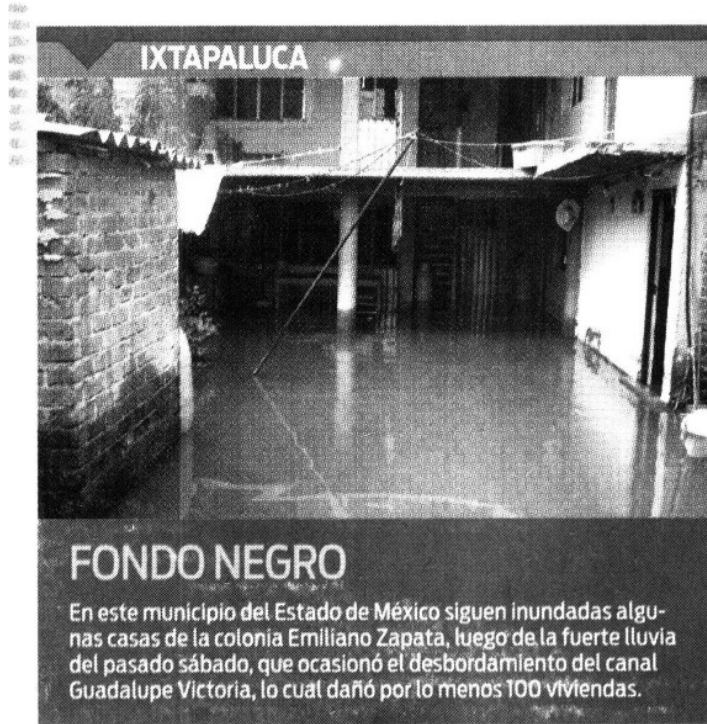 IXTAPALUCA
FONDO NEGRO
En este municipio del Estado de México siguen inundadas algu-
nas casas de la colonia Emiliano Zapata, luego de la fuerte lluvia
del pasado sábado, que ocasionó el desbordamiento del canal
Guadalupe Victoria, lo cual dañó por lo menos 100 viviendas.